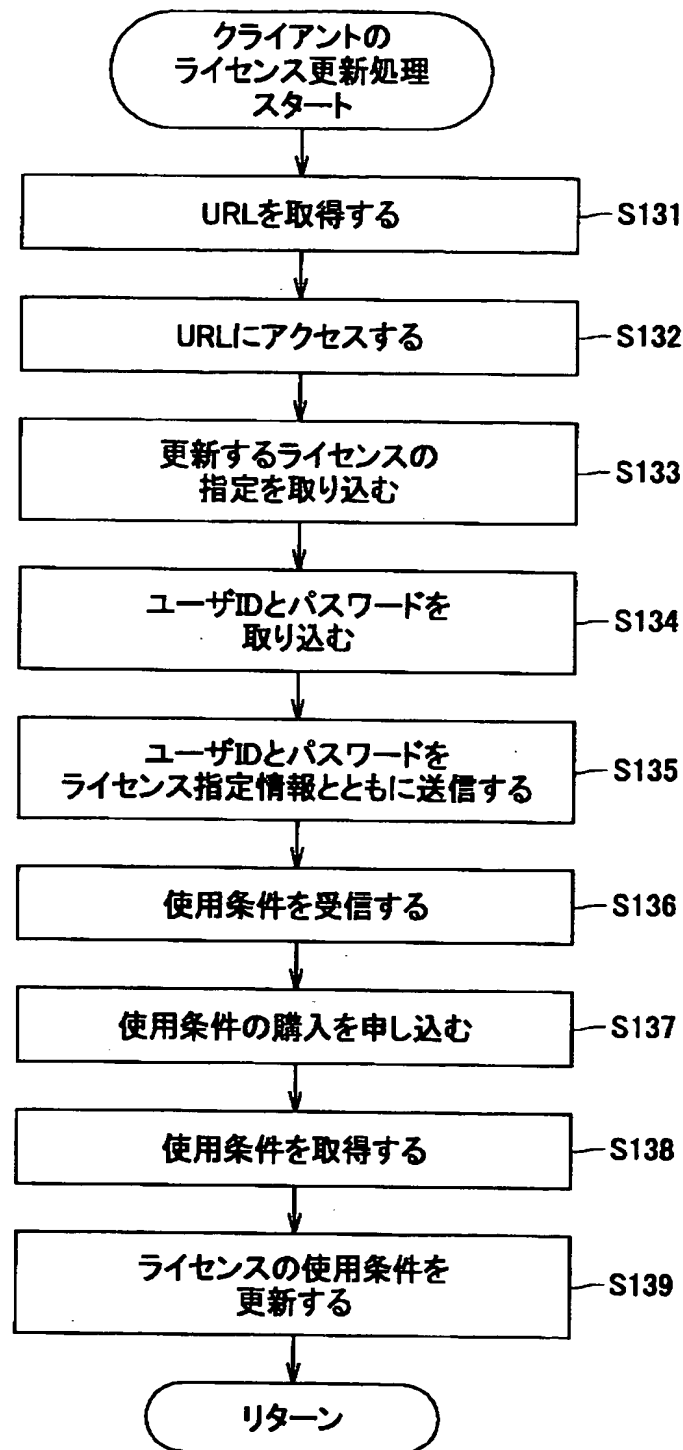 クライアントの
ライセンス更新処理
スタート
URLを取得する
S131
URLにアクセスする
S132
更新するライセンスの
指定を取り込む
S133
ユーザIDとパスワードを
取り込む
S134
ユーザIDとパスワードを
ライセンス指定情報とともに送信する
S135
使用条件を受信する
S136
使用条件の購入を申し込む
S137
使用条件を取得する
S138
ライセンスの使用条件を
更新する
S139
リターン